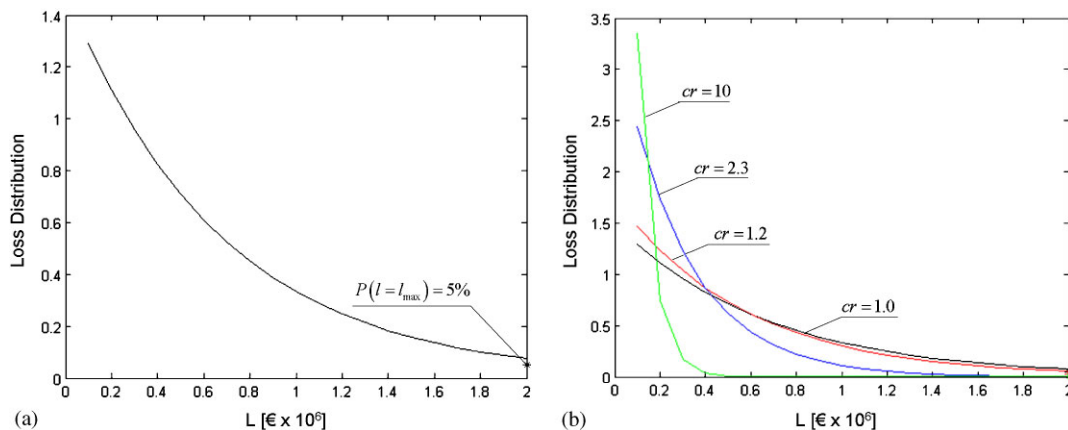 1.4
1.2
1
0.8
0.6
0.4
0.2
0
Loss Distribution
P(l = l_max) = 5%
0 0.2 0.4 0.6 0.8 1 1.2 1.4 1.6 1.8 2
L [€ x 10^6]
(a)
3.5
3
2.5
2
1.5
1
0.5
0
Loss Distribution
cr = 10
cr = 2.3
cr = 1.2
cr = 1.0
0 0.2 0.4 0.6 0.8 1 1.2 1.4 1.6 1.8 2
L [€ x 10^6]
(b)